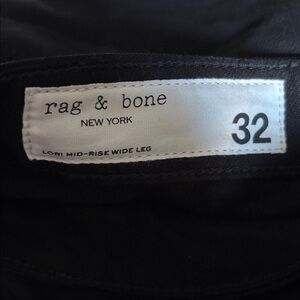 rag & bone
NEW YORK
32
LORI MID-RISE WIDE LEG